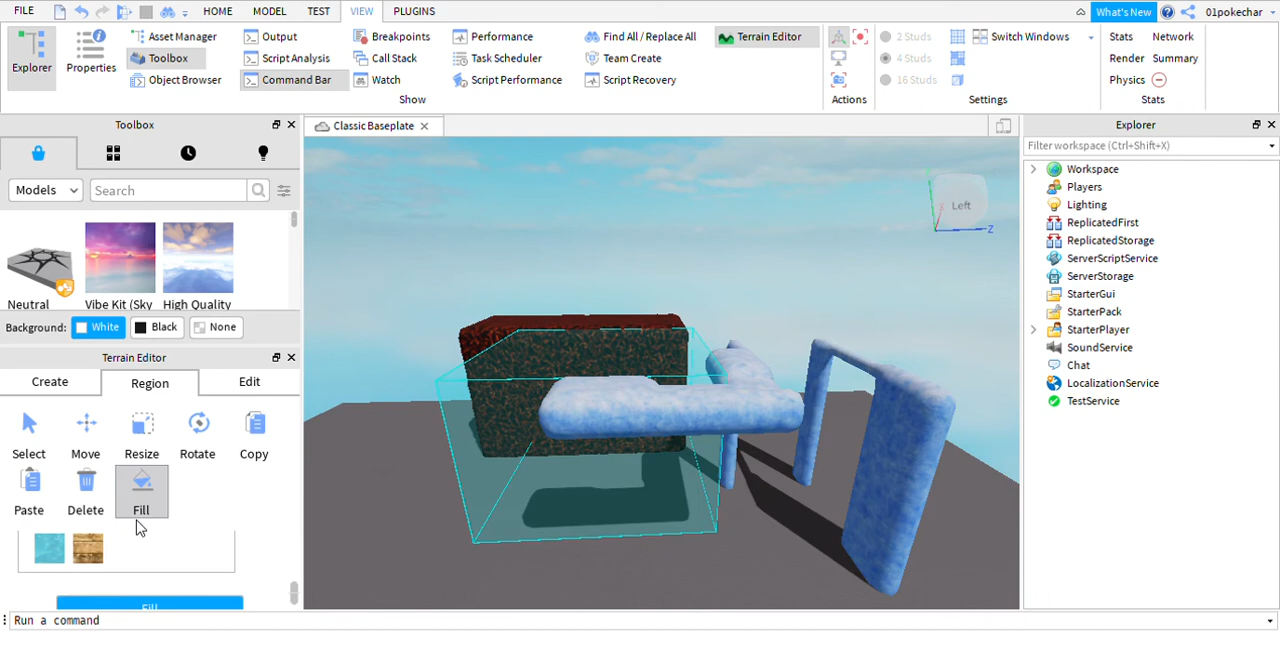 FILE HOME MODEL TEST VIEW PLUGINS What's New 01pokechar
Explorer Properties
Asset Manager Output Breakpoints Performance Find All / Replace All Terrain Editor
Toolbox Script Analysis Call Stack Task Scheduler Team Create
Object Browser Command Bar Watch Script Performance Script Recovery
Show
Actions
2 Studs Switch Windows
4 Studs
16 Studs
Settings
Stats Network
Render Summary
Physics
Stats
Toolbox
Models Search
Neutral Vibe Kit (Sky High Quality
Background: White Black None
Terrain Editor
Create Region Edit
Select Move Resize Rotate Copy
Paste Delete Fill
Fill
Classic Baseplate
Left
Z
Explorer
Filter workspace (Ctrl+Shift+X)
Workspace
Players
Lighting
ReplicatedFirst
ReplicatedStorage
ServerScriptService
ServerStorage
StarterGui
StarterPack
StarterPlayer
SoundService
Chat
LocalizationService
TestService
Run a command